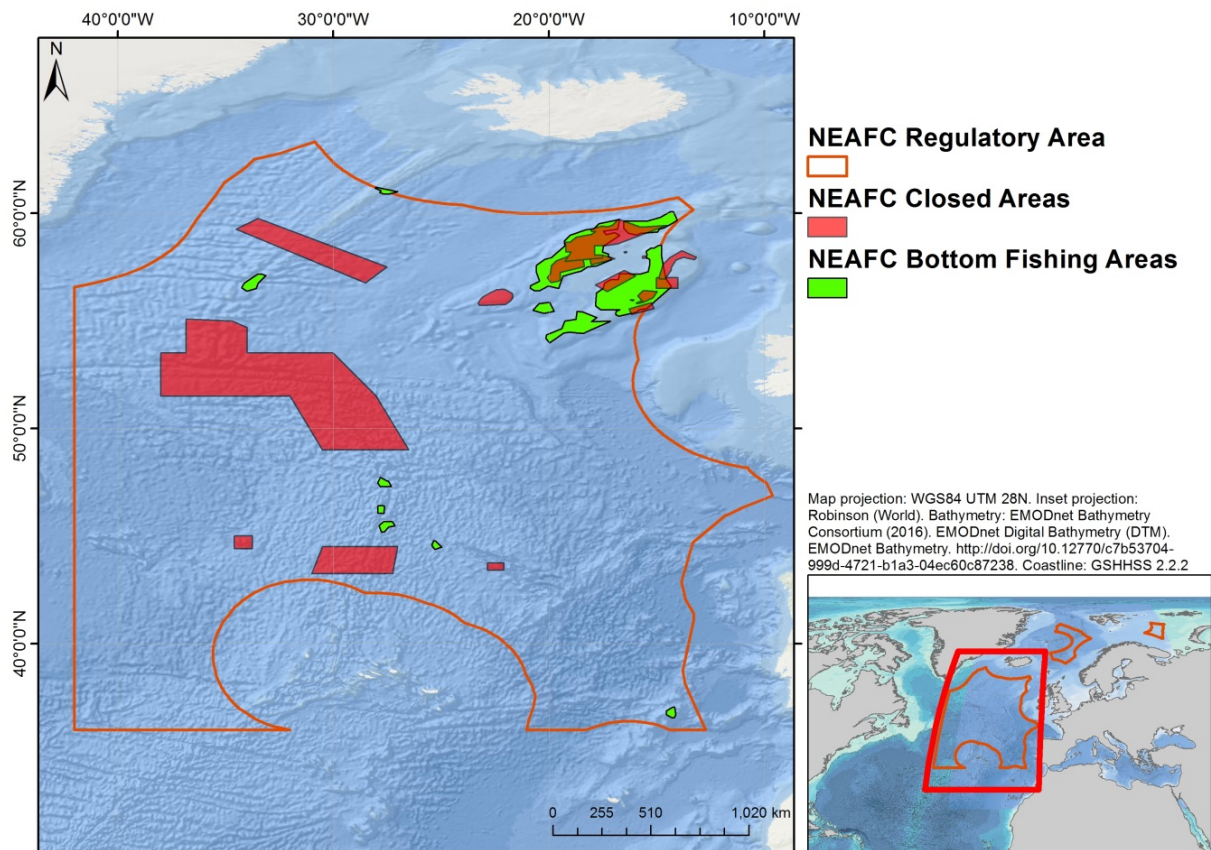 40°0'0"W 30°0'0"W 20°0'0"W 10°0'0"W
N
60°0'0"N
50°0'0"N
40°0'0"N
0 255 510 1,020 km
NEAFC Regulatory Area
NEAFC Closed Areas
NEAFC Bottom Fishing Areas
Map projection: WGS84 UTM 28N. Inset projection:
Robinson (World). Bathymetry: EMODnet Bathymetry
Consortium (2016). EMODnet Digital Bathymetry (DTM).
EMODnet Bathymetry. http://doi.org/10.12770/c7b53704-
999d-4721-b1a3-04ec60c87238. Coastline: GSHHSS 2.2.2